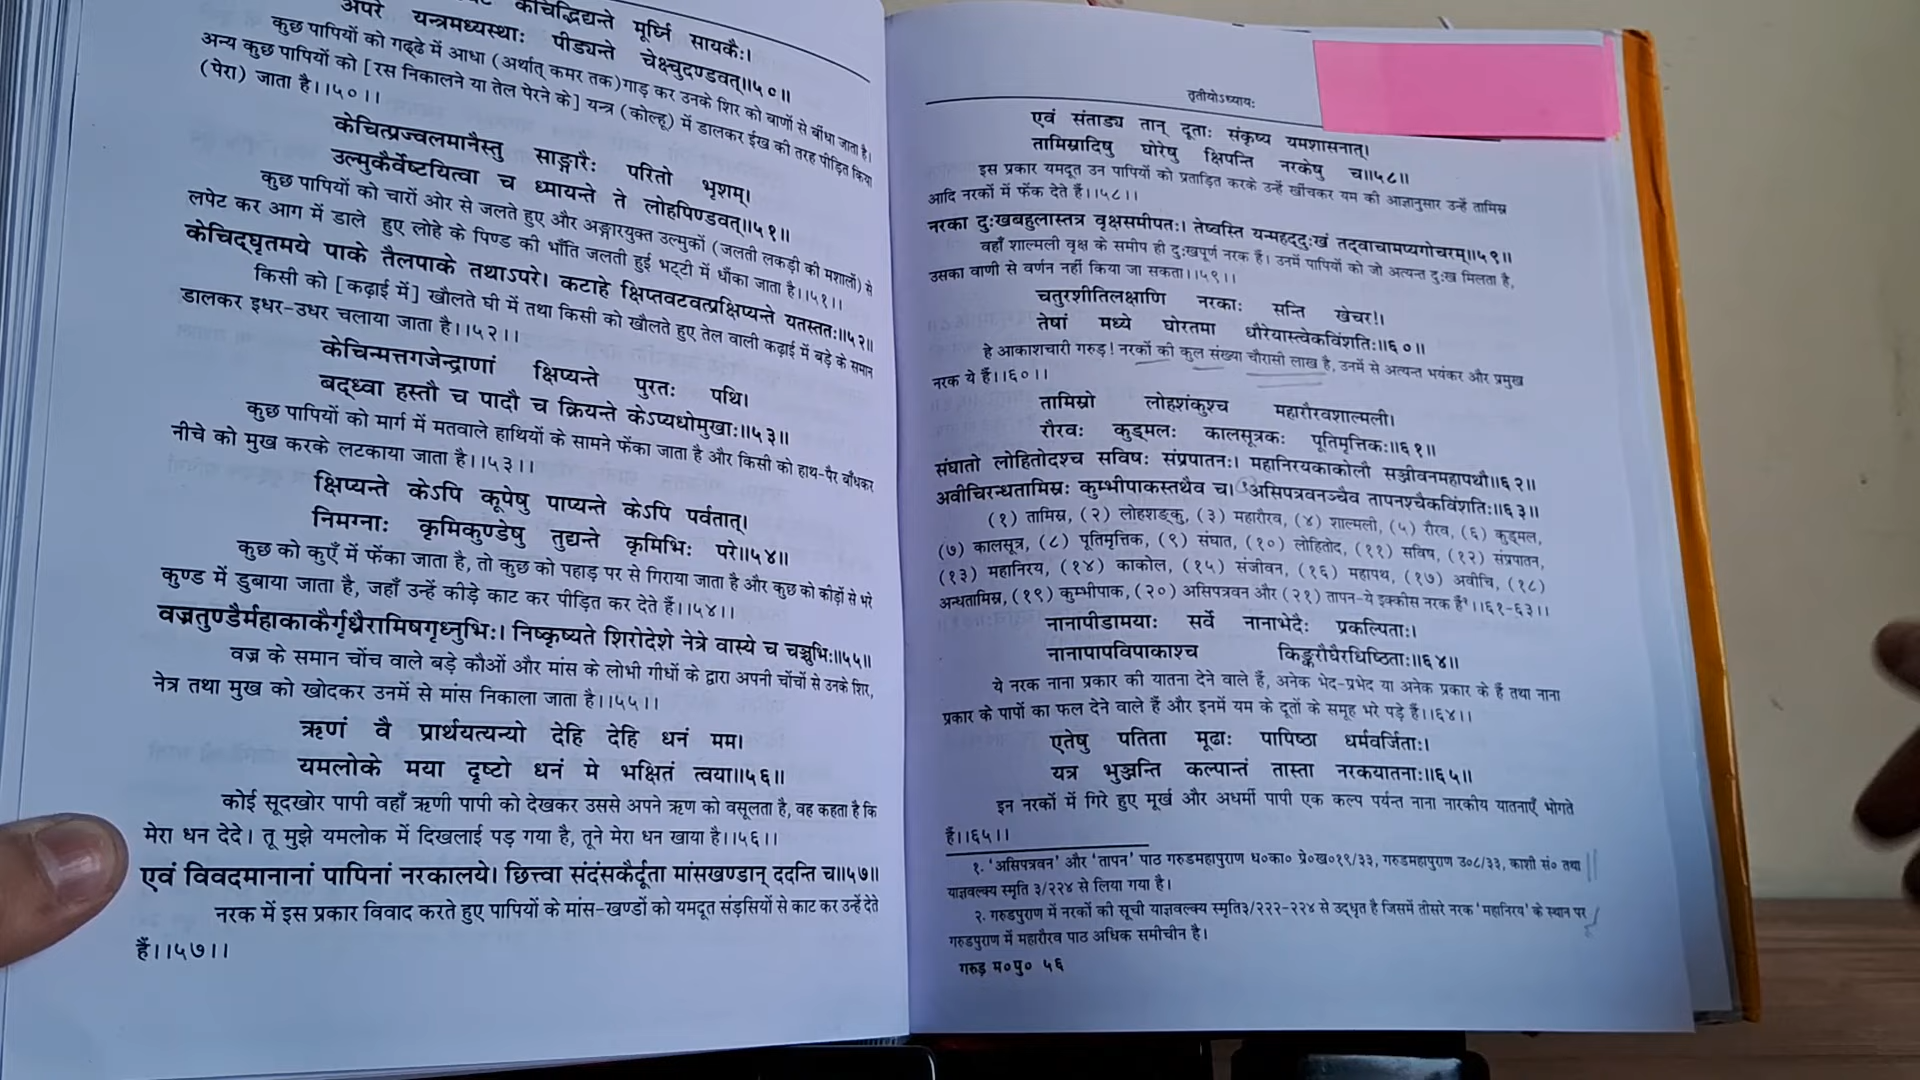 केचिद्भिद्यन्ते मूर्ध्नि सायकैः।
अपरे यन्त्रमध्यस्थाः पीड्यन्ते चेक्षुदण्डवत्॥५०॥
कुछ पापियों को गड्ढे में आधा (अर्थात् कमर तक)गाड़ कर उनके शिर को बाणों से बींधा जाता है।
अन्य कुछ पापियों को [रस निकालने या तेल पेरने के] यन्त्र (कोल्हू) में डालकर ईख की तरह पीड़ित किया
(पेरा) जाता है।।५०।।
केचित्प्रज्वलमानैस्तु साङ्गारैः परितो भृशम्।
उल्मुकैर्वेष्टयित्वा च ध्मायन्ते ते लोहपिण्डवत्॥५१॥
कुछ पापियों को चारों ओर से जलते हुए और अङ्गारयुक्त उल्मुकों (जलती लकड़ी की मशालों) से
लपेट कर आग में डाले हुए लोहे के पिण्ड की भाँति जलती हुई भट्टी में धौंका जाता है।।५१।।
केचिद्घृतमये पाके तैलपाके तथाऽपरे। कटाहे क्षिप्तवटवत्प्रक्षिप्यन्ते यतस्ततः॥५२॥
किसी को [कढ़ाई में] खौलते घी में तथा किसी को खौलते हुए तेल वाली कढ़ाई में बड़े के समान
डालकर इधर-उधर चलाया जाता है।।५२।।
केचिन्मत्तगजेन्द्राणां क्षिप्यन्ते पुरतः पथि।
बद्ध्वा हस्तौ च पादौ च क्रियन्ते केऽप्यधोमुखाः॥५३॥
कुछ पापियों को मार्ग में मतवाले हाथियों के सामने फेंका जाता है और किसी को हाथ-पैर बाँधकर
नीचे को मुख करके लटकाया जाता है।।५३।।
क्षिप्यन्ते केऽपि कूपेषु पात्यन्ते केऽपि पर्वतात्।
निमग्नाः कृमिकुण्डेषु तुद्यन्ते कृमिभिः परे॥५४॥
कुछ को कुएँ में फेंका जाता है, तो कुछ को पहाड़ पर से गिराया जाता है और कुछ को कीड़ों से भरे
कुण्ड में डुबाया जाता है, जहाँ उन्हें कीड़े काट कर पीड़ित कर देते हैं।।५४।।
वज्रतुण्डैर्महाकाकैर्गृध्रैरामिषगृध्नुभिः। निष्कृष्यते शिरोदेशे नेत्रे वास्ये च चञ्चुभिः॥५५॥
वज्र के समान चोंच वाले बड़े कौओं और मांस के लोभी गीधों के द्वारा अपनी चोंचों से उनके शिर,
नेत्र तथा मुख को खोदकर उनमें से मांस निकाला जाता है।।५५।।
ऋणं वै प्रार्थयत्यन्यो देहि देहि धनं मम।
यमलोके मया दृष्टो धनं मे भक्षितं त्वया॥५६॥
कोई सूदखोर पापी वहाँ ऋणी पापी को देखकर उससे अपने ऋण को वसूलता है, वह कहता है कि
मेरा धन देदे। तू मुझे यमलोक में दिखलाई पड़ गया है, तूने मेरा धन खाया है।।५६।।
एवं विवदमानानां पापिनां नरकालये। छित्त्वा संदंसकैर्दूता मांसखण्डान् ददन्ति च॥५७॥
नरक में इस प्रकार विवाद करते हुए पापियों के मांस-खण्डों को यमदूत संड़सियों से काट कर उन्हें देते
हैं।।५७।।
तृतीयोऽध्यायः
एवं संताड्य तान् दूताः संकृष्य यमशासनात्।
तामिस्रादिषु घोरेषु क्षिपन्ति नरकेषु च॥५८॥
इस प्रकार यमदूत उन पापियों को प्रताड़ित करके उन्हें खींचकर यम की आज्ञानुसार उन्हें तामिस्र
आदि नरकों में फेंक देते हैं।।५८।।
नरका दुःखबहुलास्तत्र वृक्षसमीपतः। तेष्वस्ति यन्महद्दुःखं तद्वाचामप्यगोचरम्॥५९॥
वहाँ शाल्मली वृक्ष के समीप ही दुःखपूर्ण नरक हैं। उनमें पापियों को जो अत्यन्त दुःख मिलता है,
उसका वाणी से वर्णन नहीं किया जा सकता।।५९।।
चतुरशीतिलक्षाणि नरकाः सन्ति खेचर!।
तेषां मध्ये घोरतमा धौरेयास्त्वेकविंशतिः॥६०॥
हे आकाशचारी गरुड़! नरकों की कुल संख्या चौरासी लाख है, उनमें से अत्यन्त भयंकर और प्रमुख
नरक ये हैं।।६०।।
तामिस्रो लोहशंकुश्च महारौरवशाल्मली।
रौरवः कुड्मलः कालसूत्रकः पूतिमृत्तिकः॥६१॥
संघातो लोहितोदश्च सविषः संप्रपातनः। महानिरयकाकोलौ सञ्जीवनमहापथौ॥६२॥
अवीचिरन्धतामिस्रः कुम्भीपाकस्तथैव च। १असिपत्रवनञ्चैव तापनश्चैकविंशतिः॥६३॥
(१) तामिस्र, (२) लोहशङ्कु, (३) महारौरव, (४) शाल्मली, (५) रौरव, (६) कुड्मल,
(७) कालसूत्र, (८) पूतिमृत्तिक, (९) संघात, (१०) लोहितोद, (११) सविष, (१२) संप्रपातन,
(१३) महानिरय, (१४) काकोल, (१५) संजीवन, (१६) महापथ, (१७) अवीचि, (१८)
अन्धतामिस्र, (१९) कुम्भीपाक, (२०) असिपत्रवन और (२१) तापन-ये इक्कीस नरक हैं२।।६१-६३।।
नानापीडामयाः सर्वे नानाभेदैः प्रकल्पिताः।
नानापापविपाकाश्च किङ्करौघैरधिष्ठिताः॥६४॥
ये नरक नाना प्रकार की यातना देने वाले हैं, अनेक भेद-प्रभेद या अनेक प्रकार के हैं तथा नाना
प्रकार के पापों का फल देने वाले हैं और इनमें यम के दूतों के समूह भरे पड़े हैं।।६४।।
एतेषु पतिता मूढाः पापिष्ठा धर्मवर्जिताः।
यत्र भुञ्जन्ति कल्पान्तं तास्ता नरकयातनाः॥६५॥
इन नरकों में गिरे हुए मूर्ख और अधर्मी पापी एक कल्प पर्यन्त नाना नारकीय यातनाएँ भोगते
हैं।।६५।।
१. 'असिपत्रवन' और 'तापन' पाठ गरुडमहापुराण ध०का० प्रे०ख०१९/३३, गरुडमहापुराण उ०८/३३, काशी सं० तथा
याज्ञवल्क्य स्मृति ३/२२४ से लिया गया है।
२. गरुडपुराण में नरकों की सूची याज्ञवल्क्य स्मृति३/२२२-२२४ से उद्धृत है जिसमें तीसरे नरक 'महानिरय' के स्थान पर
गरुडपुराण में महारौरव पाठ अधिक समीचीन है।
गरुड़ म०पु० ५६